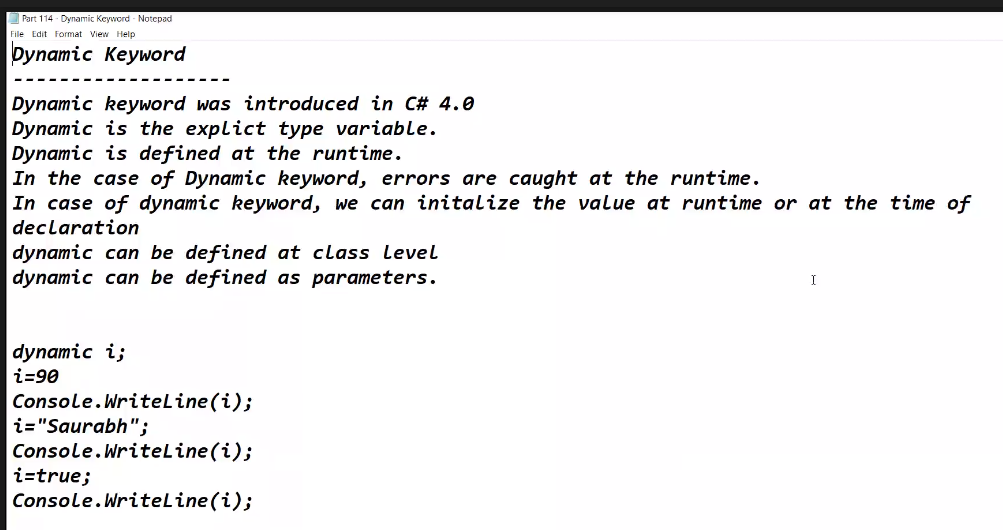 Part 114 - Dynamic Keyword - Notepad
File Edit Format View Help
Dynamic Keyword
-------------------
Dynamic keyword was introduced in C# 4.0
Dynamic is the explict type variable.
Dynamic is defined at the runtime.
In the case of Dynamic keyword, errors are caught at the runtime.
In case of dynamic keyword, we can initalize the value at runtime or at the time of
declaration
dynamic can be defined at class level
dynamic can be defined as parameters.
dynamic i;
i=90
Console.WriteLine(i);
i="Saurabh";
Console.WriteLine(i);
i=true;
Console.WriteLine(i);